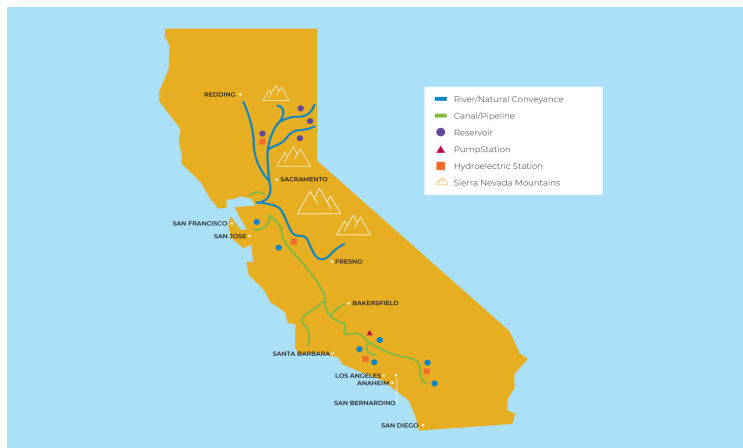 REDDING
SACRAMENTO
SAN FRANCISCO
SAN JOSE
FRESNO
BAKERSFIELD
SANTA BARBARA
LOS ANGELES
ANAHEIM
SAN BERNARDINO
SAN DIEGO
River/Natural Conveyance
Canal/Pipeline
Reservoir
PumpStation
Hydroelectric Station
Sierra Nevada Mountains